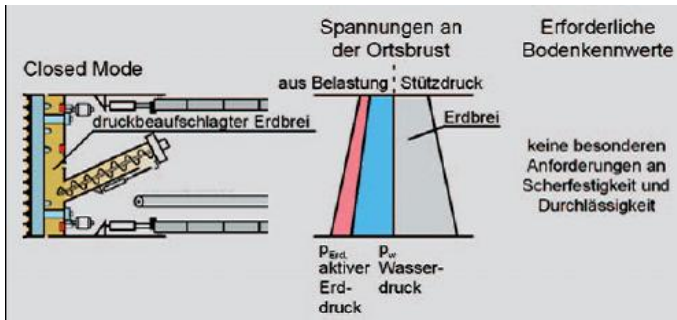 Closed Mode
druckbeaufschlagter Erdbrei
Spannungen an
der Ortsbrust
aus Belastung
Stützdruck
Erdbrei
pErd.
aktiver
Erd-
druck
pw
Wasser-
druck
Erforderliche
Bodenkennwerte
keine besonderen
Anforderungen an
Scherfestigkeit und
Durchlässigkeit